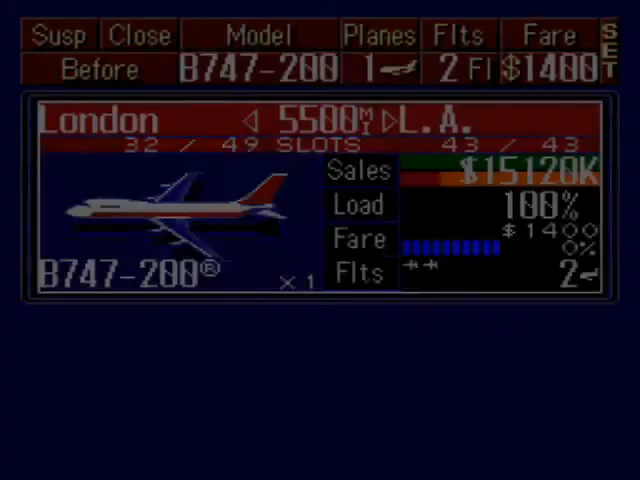 Susp Close Model Planes Flts Fare SET
Before B747-200 1 2 Fl $1400
London 5500MI L.A.
32 / 49 SLOTS 43 / 43
Sales $15120K
Load 100%
Fare $1400
0%
B747-200® ×1 Flts 2